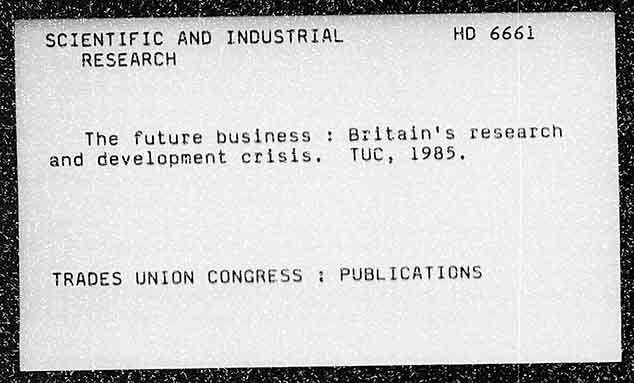 SCIENTIFIC AND INDUSTRIAL HD 6661
RESEARCH
The future business : Britain's research
and development crisis. TUC, 1985.
TRADES UNION CONGRESS : PUBLICATIONS